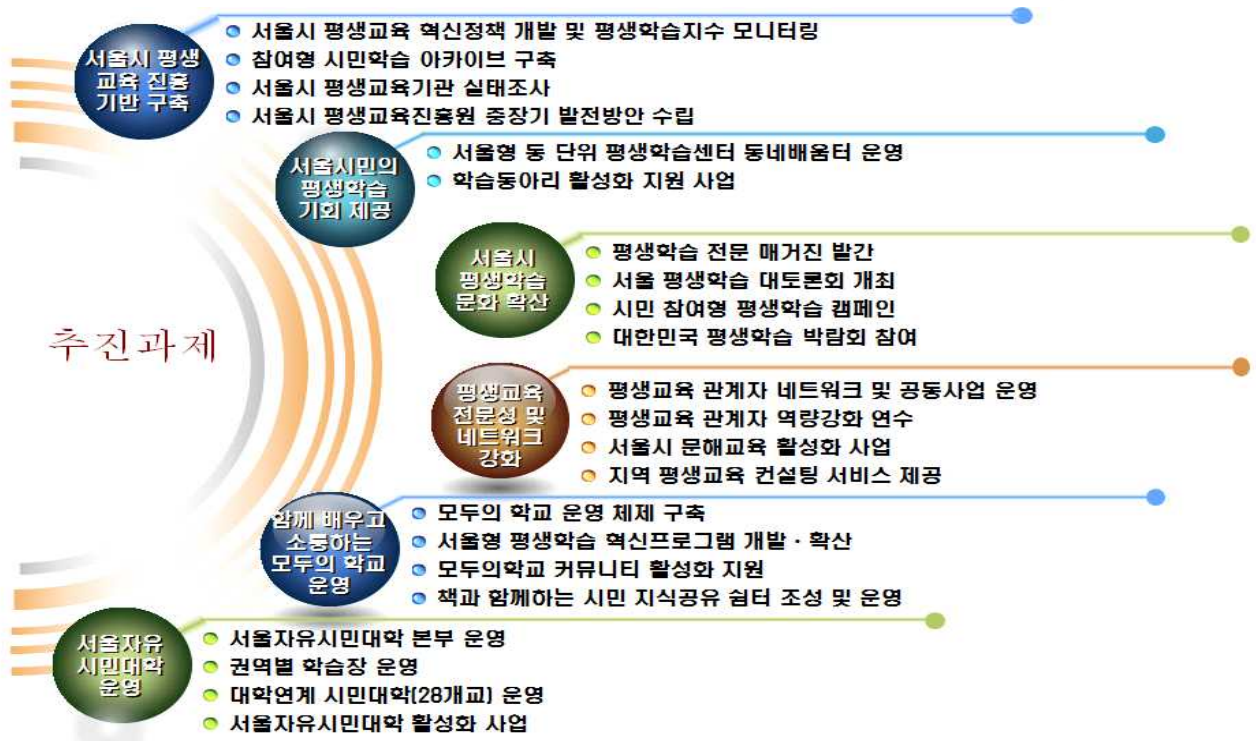 추진과제
서울시 평생
교육 진흥
기반 구축
서울시 평생교육 혁신정책 개발 및 평생학습지수 모니터링
참여형 시민학습 아카이브 구축
서울시 평생교육기관 실태조사
서울시 평생교육진흥원 중장기 발전방안 수립
서울시민의
평생학습
기회 제공
서울형 동 단위 평생학습센터 동네배움터 운영
학습동아리 활성화 지원 사업
서울시
평생학습
문화 확산
평생학습 전문 매거진 발간
서울 평생학습 대토론회 개최
시민 참여형 평생학습 캠페인
대한민국 평생학습 박람회 참여
평생교육
전문성 및
네트워크
강화
평생교육 관계자 네트워크 및 공동사업 운영
평생교육 관계자 역량강화 연수
서울시 문해교육 활성화 사업
지역 평생교육 컨설팅 서비스 제공
함께 배우고
소통하는
모두의 학교
운영
모두의 학교 운영 체제 구축
서울형 평생학습 혁신프로그램 개발 · 확산
모두의학교 커뮤니티 활성화 지원
책과 함께하는 시민 지식공유 쉼터 조성 및 운영
서울자유
시민대학
운영
서울자유시민대학 본부 운영
권역별 학습장 운영
대학연계 시민대학(28개교) 운영
서울자유시민대학 활성화 사업